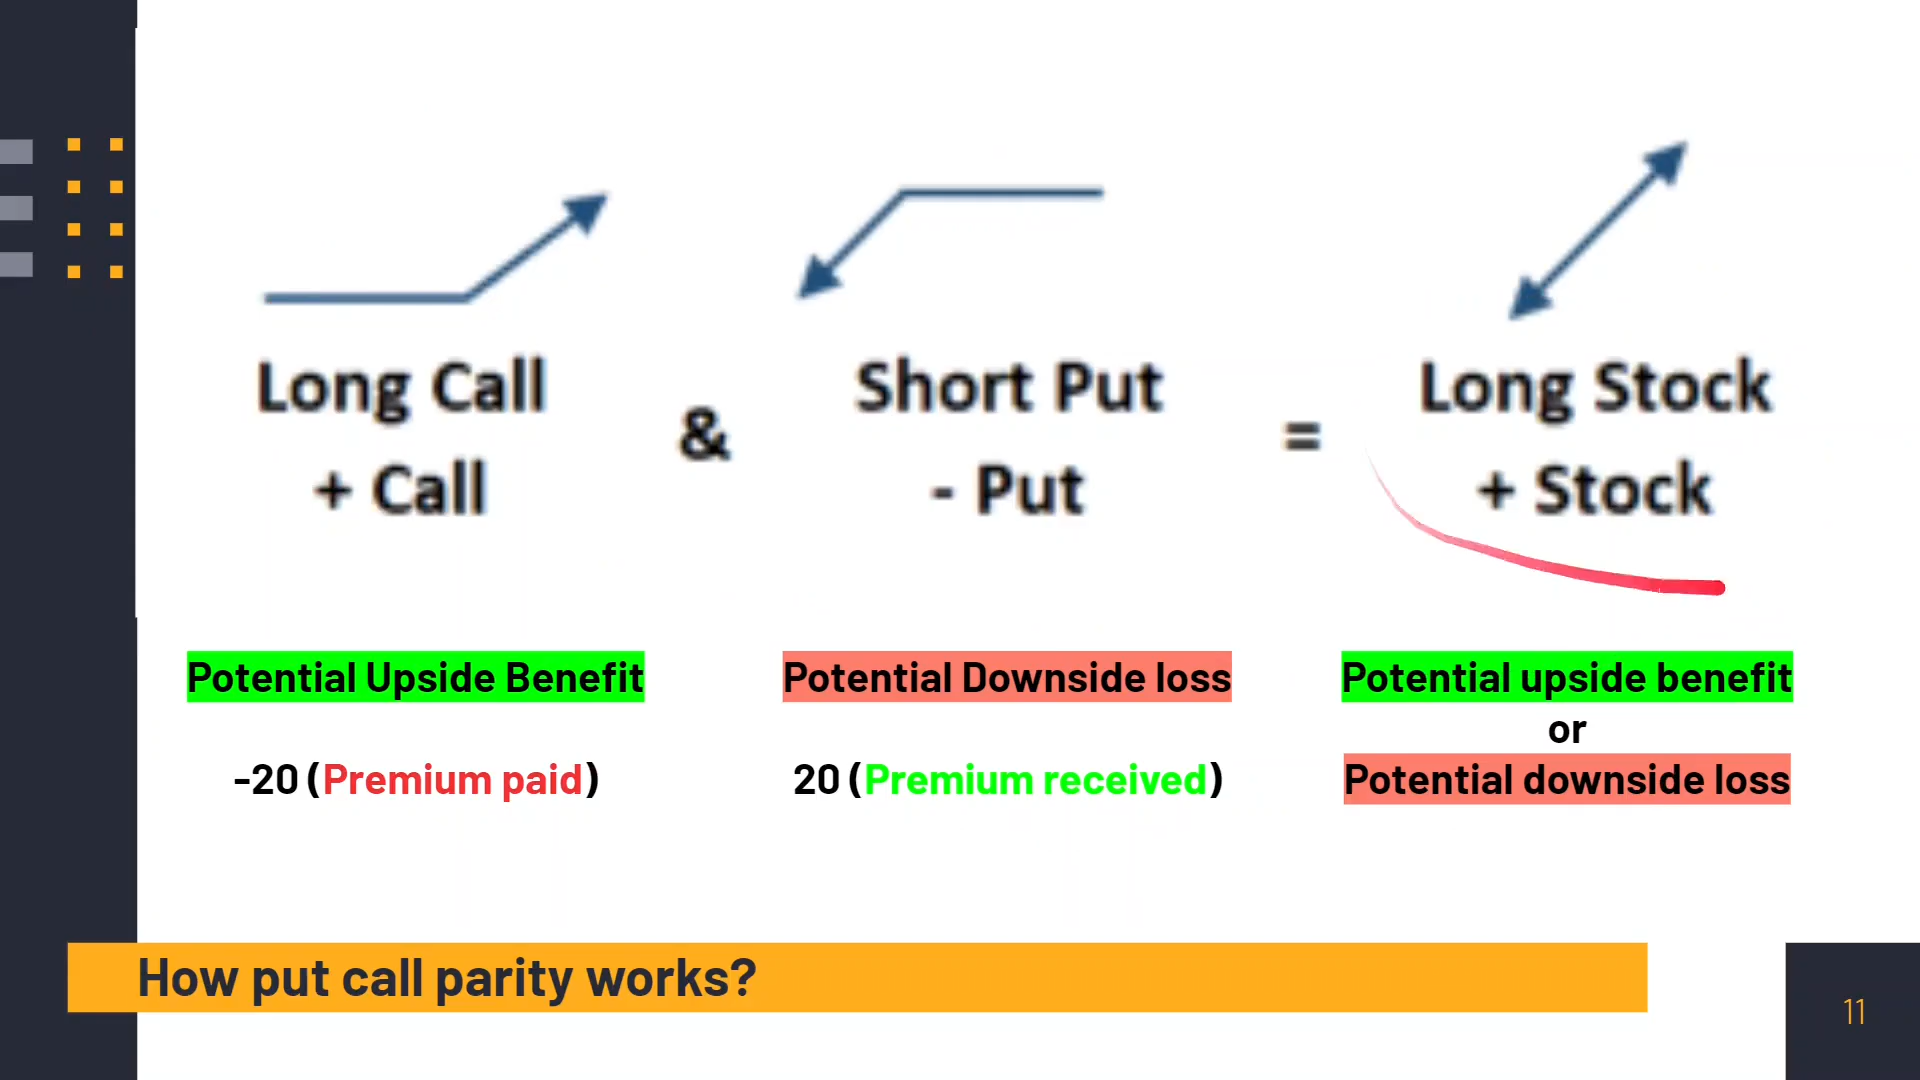 Long Call
+ Call
&
Short Put
- Put
=
Long Stock
+ Stock
Potential Upside Benefit
-20 (Premium paid)
Potential Downside loss
20 (Premium received)
Potential upside benefit
or
Potential downside loss
How put call parity works?
11